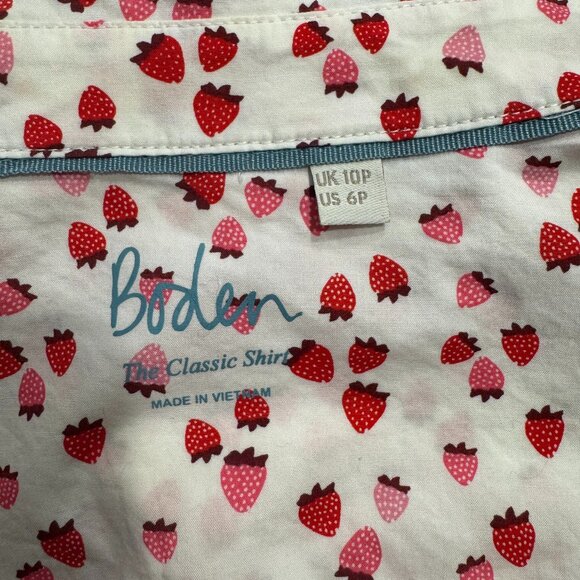 UK 10P
US 6P
Boden
The Classic Shirt
MADE IN VIETNAM